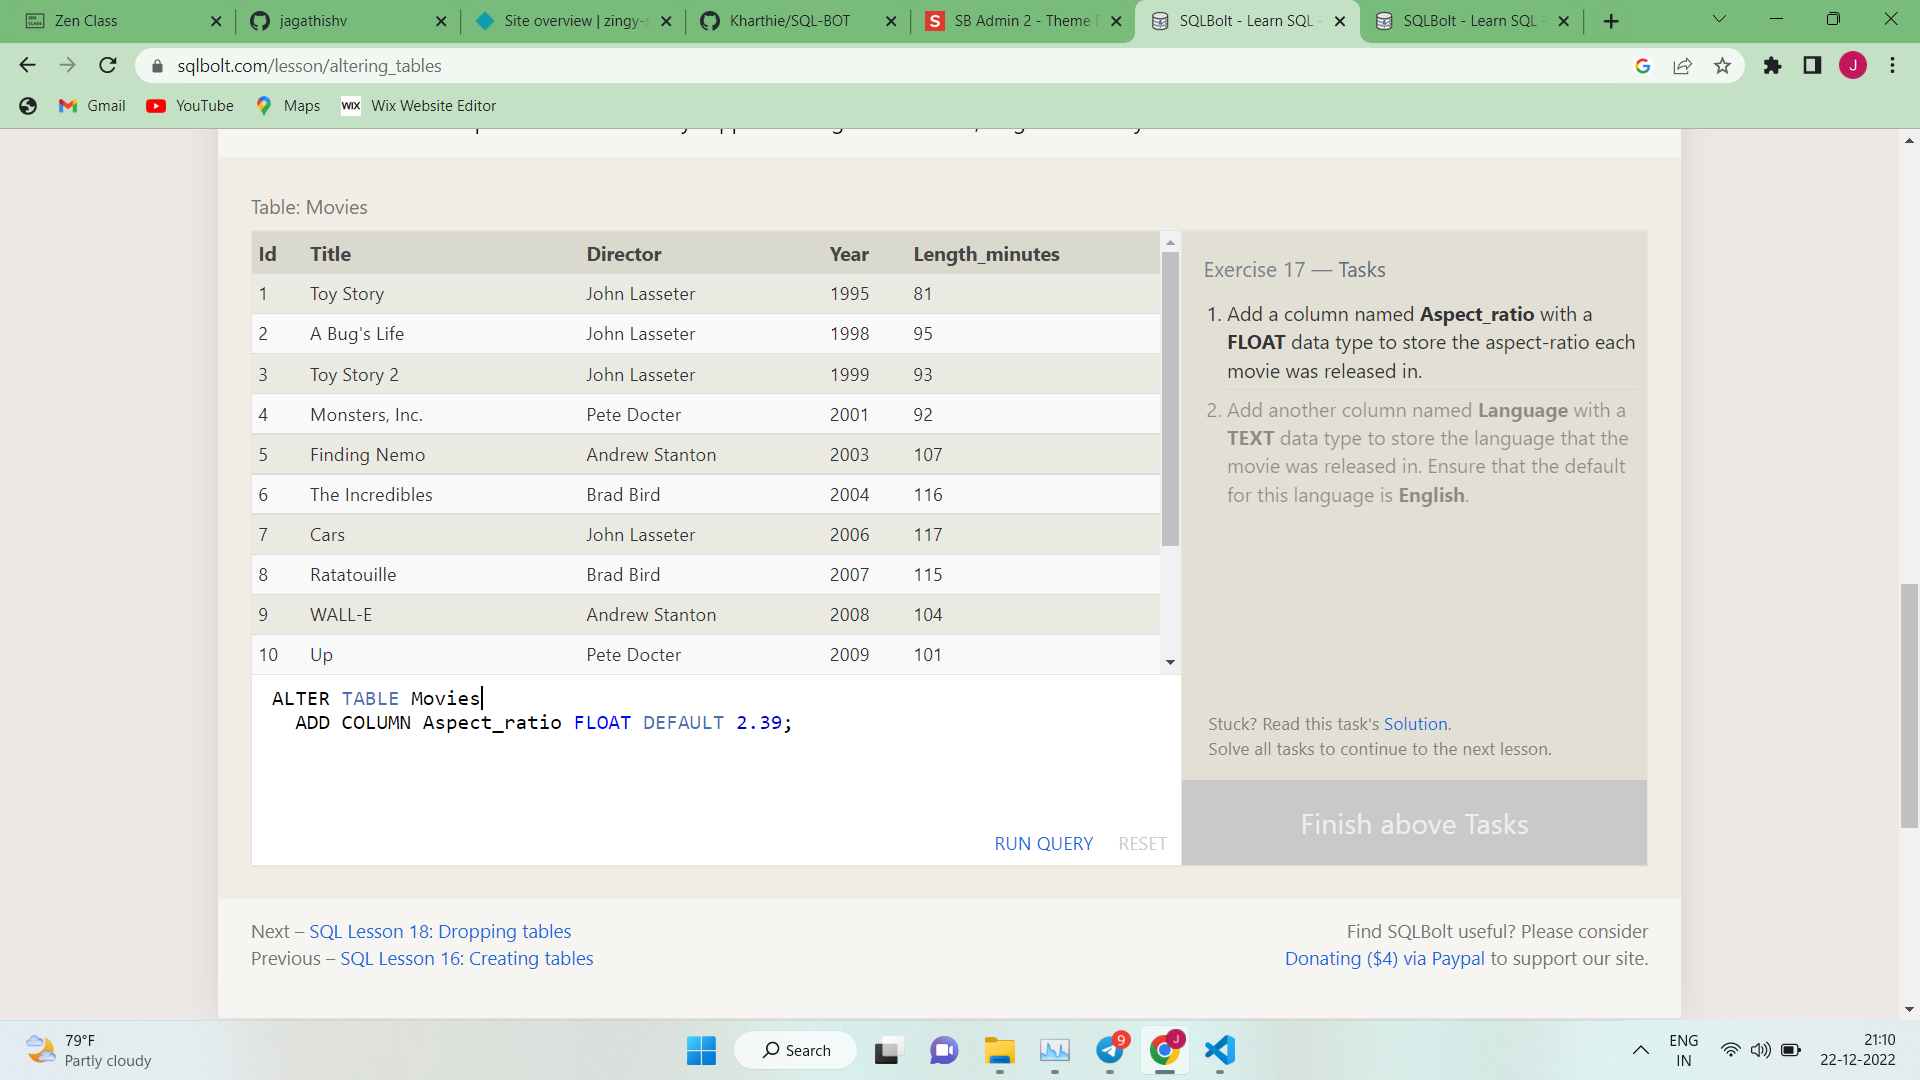 Zen Class
jagathishv
Site overview | zingy-s
Kharthie/SQL-BOT
SB Admin 2 - Theme P
SQLBolt - Learn SQL -
SQLBolt - Learn SQL -
sqlbolt.com/lesson/altering_tables
J
Gmail
YouTube
Maps
WIX Wix Website Editor
Table: Movies
Id Title Director Year Length_minutes
1 Toy Story John Lasseter 1995 81
2 A Bug's Life John Lasseter 1998 95
3 Toy Story 2 John Lasseter 1999 93
4 Monsters, Inc. Pete Docter 2001 92
5 Finding Nemo Andrew Stanton 2003 107
6 The Incredibles Brad Bird 2004 116
7 Cars John Lasseter 2006 117
8 Ratatouille Brad Bird 2007 115
9 WALL-E Andrew Stanton 2008 104
10 Up Pete Docter 2009 101
ALTER TABLE Movies
ADD COLUMN Aspect_ratio FLOAT DEFAULT 2.39;
RUN QUERY RESET
Exercise 17 — Tasks
1. Add a column named Aspect_ratio with a
FLOAT data type to store the aspect-ratio each
movie was released in.
2. Add another column named Language with a
TEXT data type to store the language that the
movie was released in. Ensure that the default
for this language is English.
Stuck? Read this task's Solution.
Solve all tasks to continue to the next lesson.
Finish above Tasks
Next – SQL Lesson 18: Dropping tables
Previous – SQL Lesson 16: Creating tables
Find SQLBolt useful? Please consider
Donating ($4) via Paypal to support our site.
79°F
Partly cloudy
Search
9
J
ENG
IN
21:10
22-12-2022